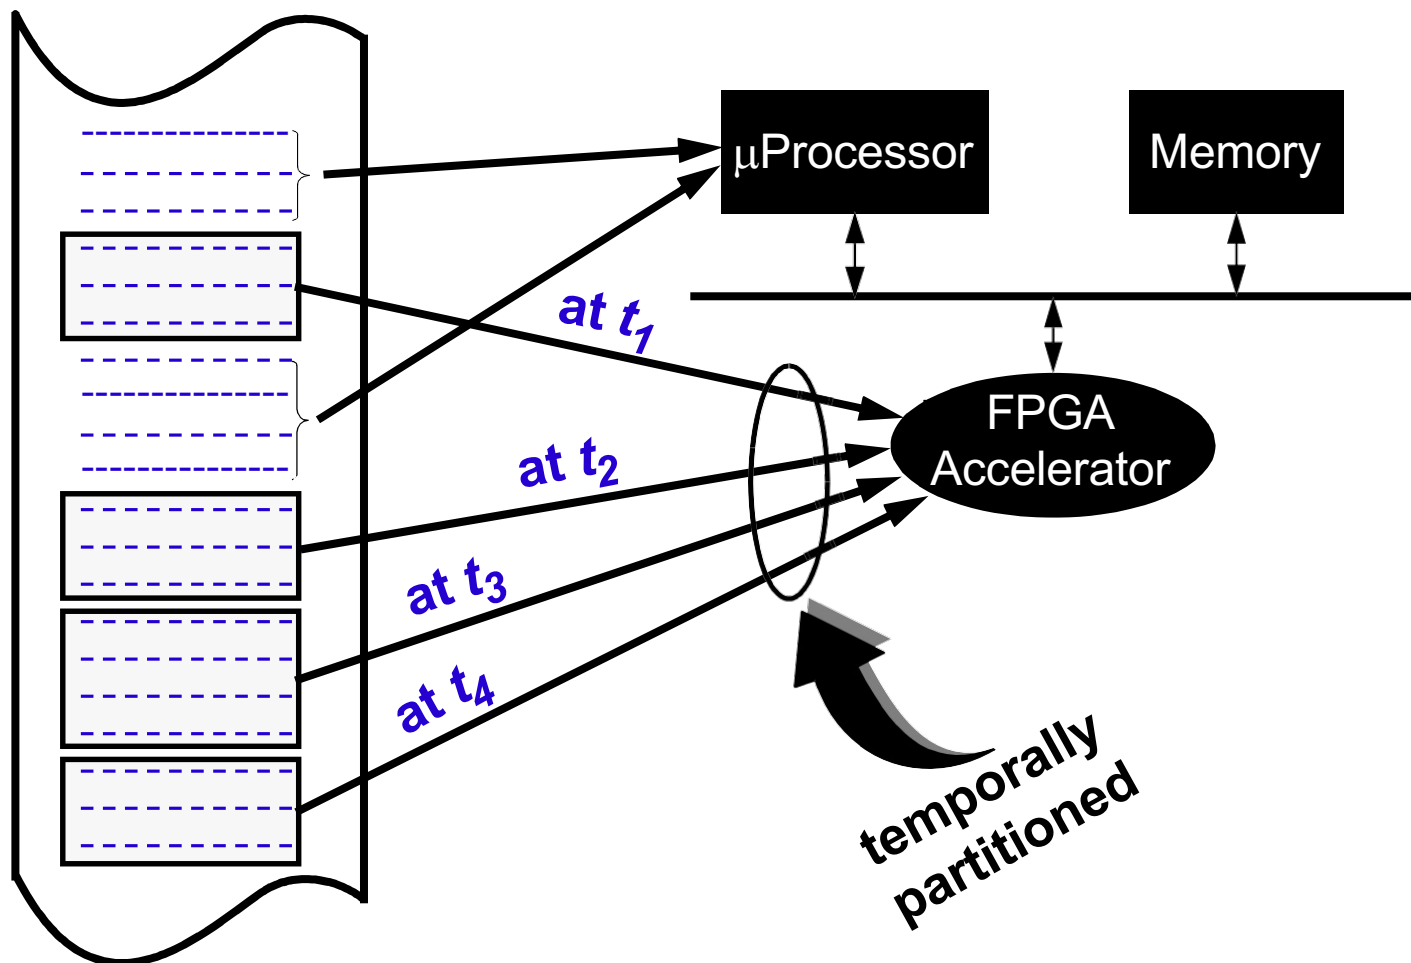 μProcessor
Memory
at t1
FPGA
Accelerator
at t2
at t3
at t4
temporally
partitioned